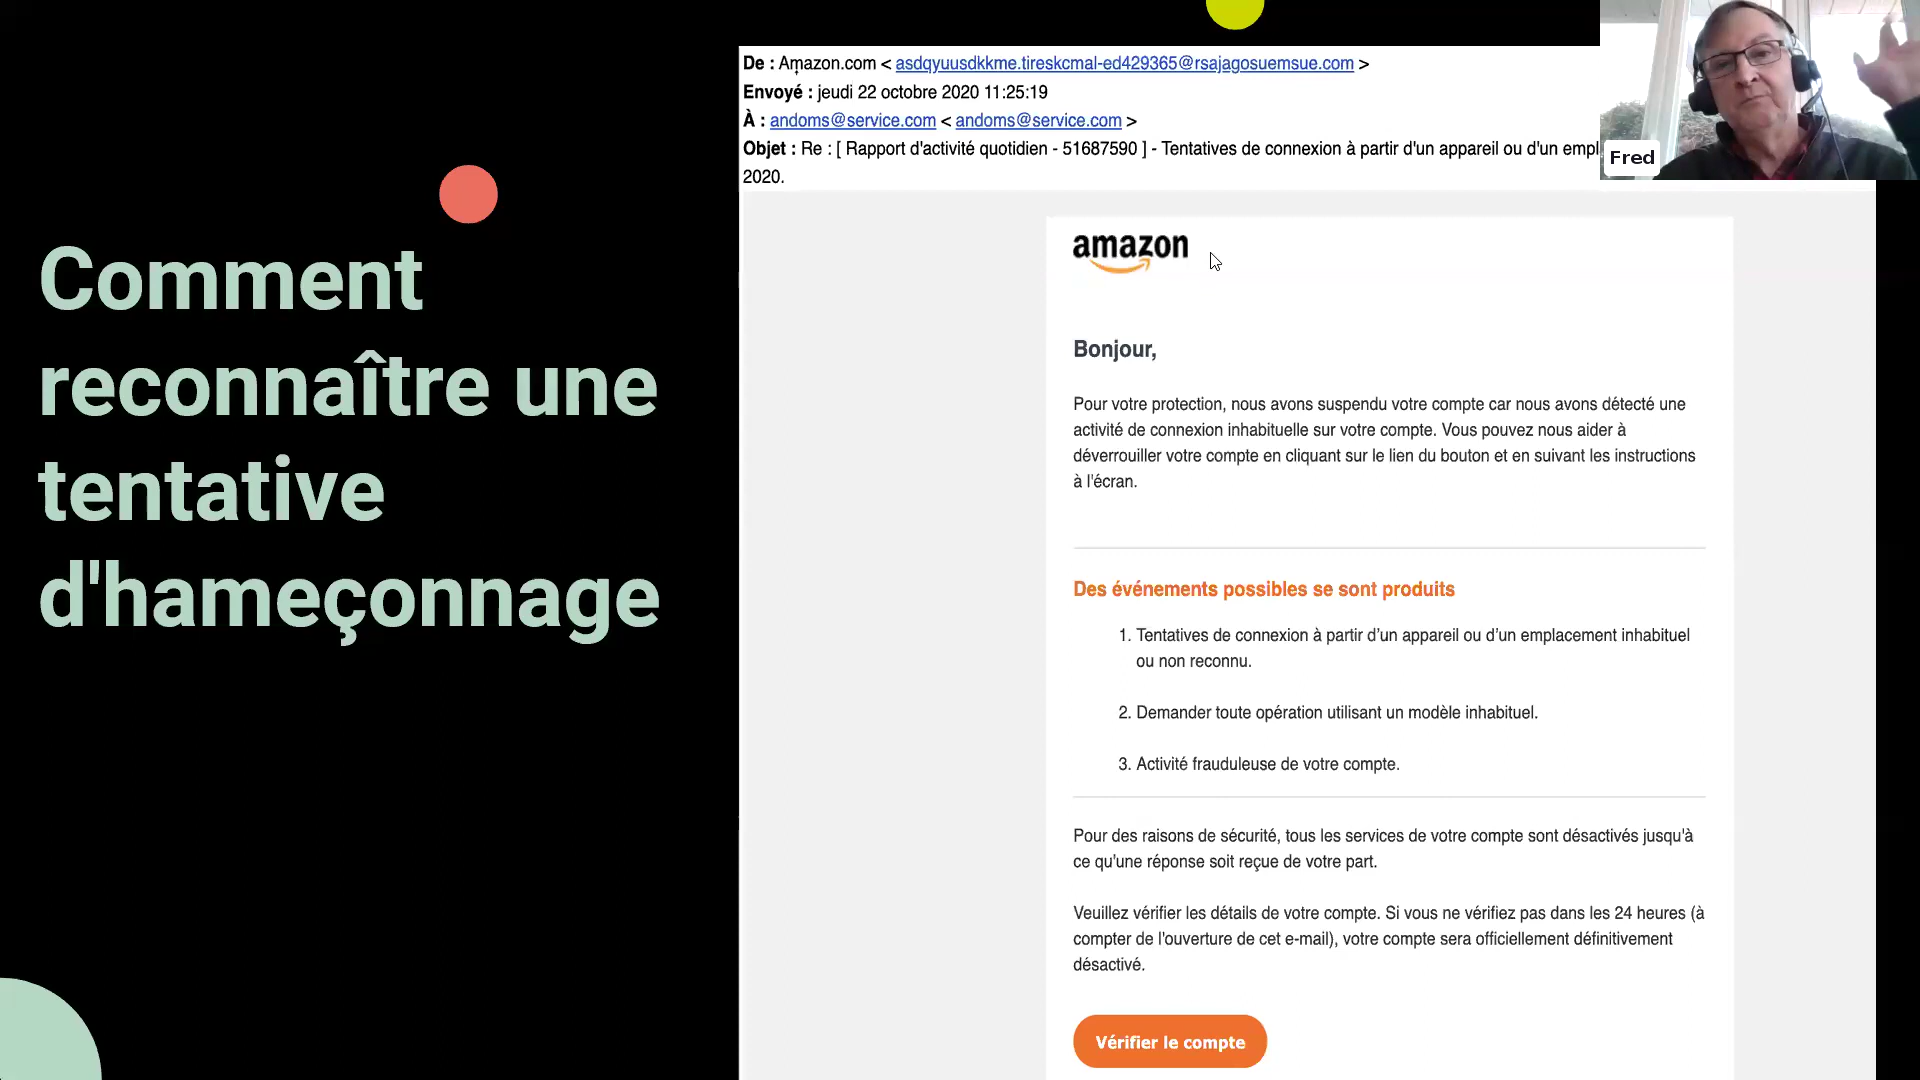 Comment
reconnaître une
tentative
d'hameçonnage
De : Ạmazon.com < asdqyuusdkkme.tireskcmal-ed429365@rsajagosuemsue.com >
Envoyé : jeudi 22 octobre 2020 11:25:19
À : andoms@service.com < andoms@service.com >
Objet : Re : [ Rapport d'activité quotidien - 51687590 ] - Tentatives de connexion à partir d'un appareil ou d'un empl
2020.
Fred
amazon
Bonjour,
Pour votre protection, nous avons suspendu votre compte car nous avons détecté une
activité de connexion inhabituelle sur votre compte. Vous pouvez nous aider à
déverrouiller votre compte en cliquant sur le lien du bouton et en suivant les instructions
à l'écran.
Des événements possibles se sont produits
1. Tentatives de connexion à partir d’un appareil ou d’un emplacement inhabituel
ou non reconnu.
2. Demander toute opération utilisant un modèle inhabituel.
3. Activité frauduleuse de votre compte.
Pour des raisons de sécurité, tous les services de votre compte sont désactivés jusqu'à
ce qu'une réponse soit reçue de votre part.
Veuillez vérifier les détails de votre compte. Si vous ne vérifiez pas dans les 24 heures (à
compter de l'ouverture de cet e-mail), votre compte sera officiellement définitivement
désactivé.
Vérifier le compte